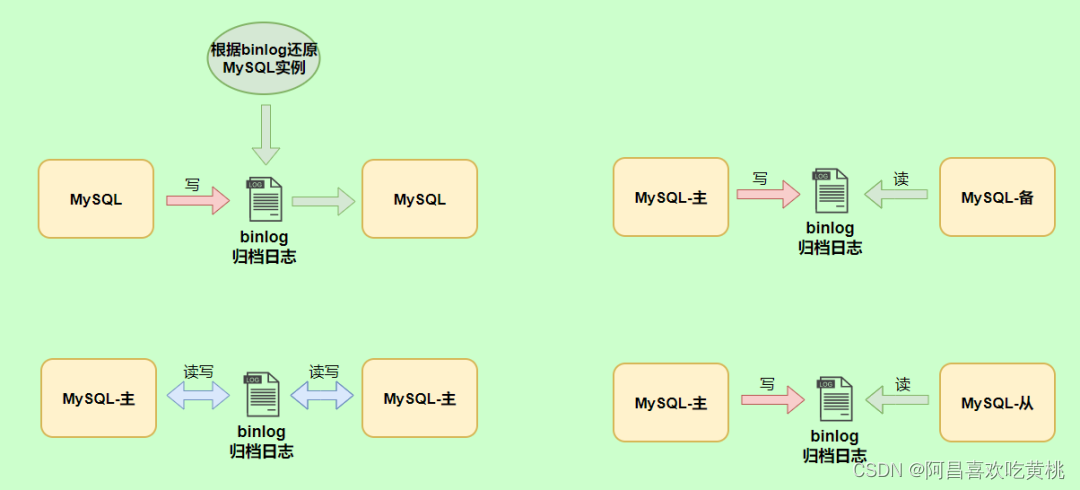 根据binlog还原
MySQL实例
MySQL
写
LOG
binlog
归档日志
MySQL
MySQL-主
写
LOG
binlog
归档日志
读
MySQL-备
MySQL-主
读写
LOG
binlog
归档日志
读写
MySQL-主
MySQL-主
写
LOG
binlog
归档日志
读
MySQL-从
CSDN @阿昌喜欢吃黄桃